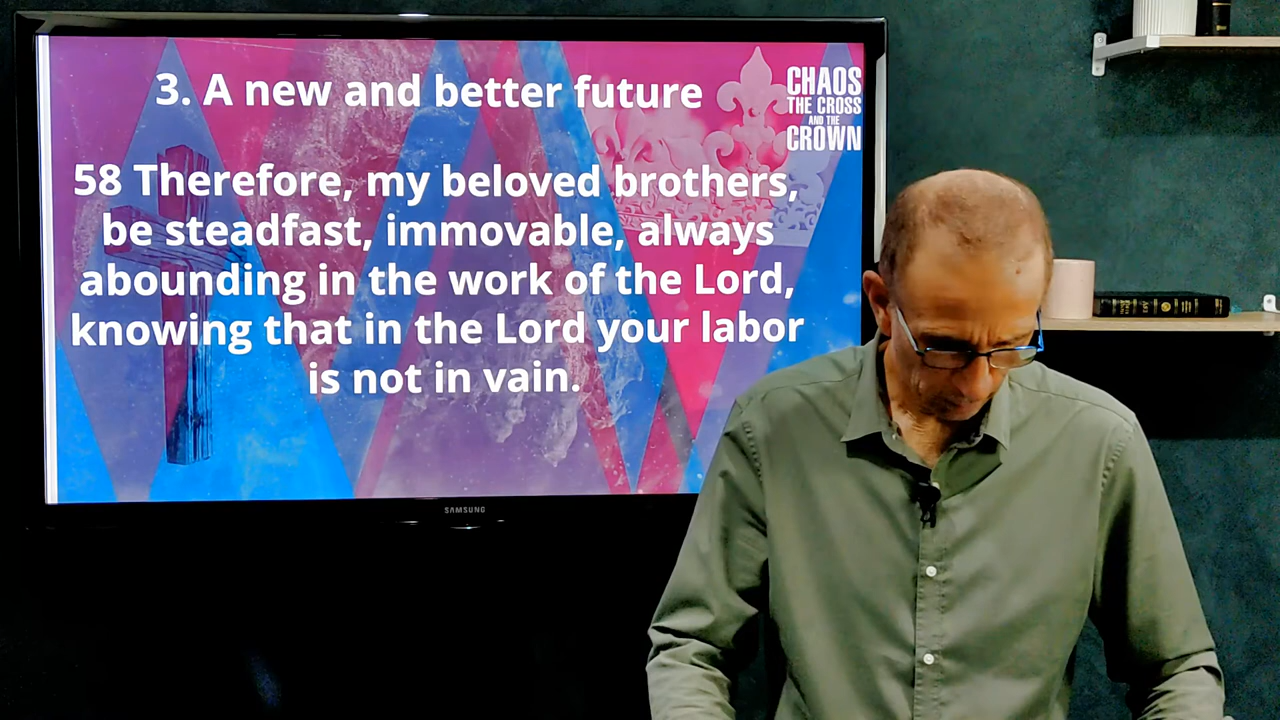 3. A new and better future
CHAOS
THE CROSS
AND THE
CROWN
58 Therefore, my beloved brothers,
be steadfast, immovable, always
abounding in the work of the Lord,
knowing that in the Lord your labor
is not in vain.
SAMSUNG